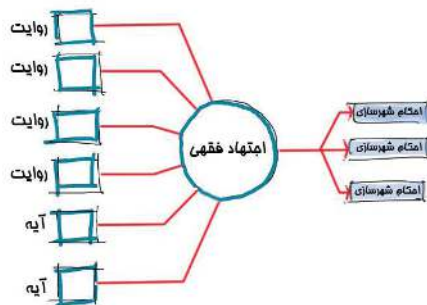 روایت
روایت
روایت
روایت
آیه
آیه
اجتهاد فقهی
احکام شهرسازی
احکام شهرسازی
احکام شهرسازی